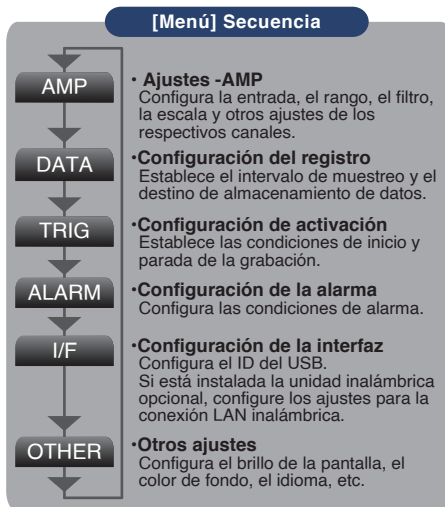 [Menú] Secuencia
AMP
· Ajustes -AMP
Configura la entrada, el rango, el filtro,
la escala y otros ajustes de los
respectivos canales.
DATA
·Configuración del registro
Establece el intervalo de muestreo y el
destino de almacenamiento de datos.
TRIG
·Configuración de activación
Establece las condiciones de inicio y
parada de la grabación.
ALARM
·Configuración de la alarma
Configura las condiciones de alarma.
I/F
·Configuración de la interfaz
Configura el ID del USB.
Si está instalada la unidad inalámbrica
opcional, configure los ajustes para la
conexión LAN inalámbrica.
OTHER
·Otros ajustes
Configura el brillo de la pantalla, el
color de fondo, el idioma, etc.